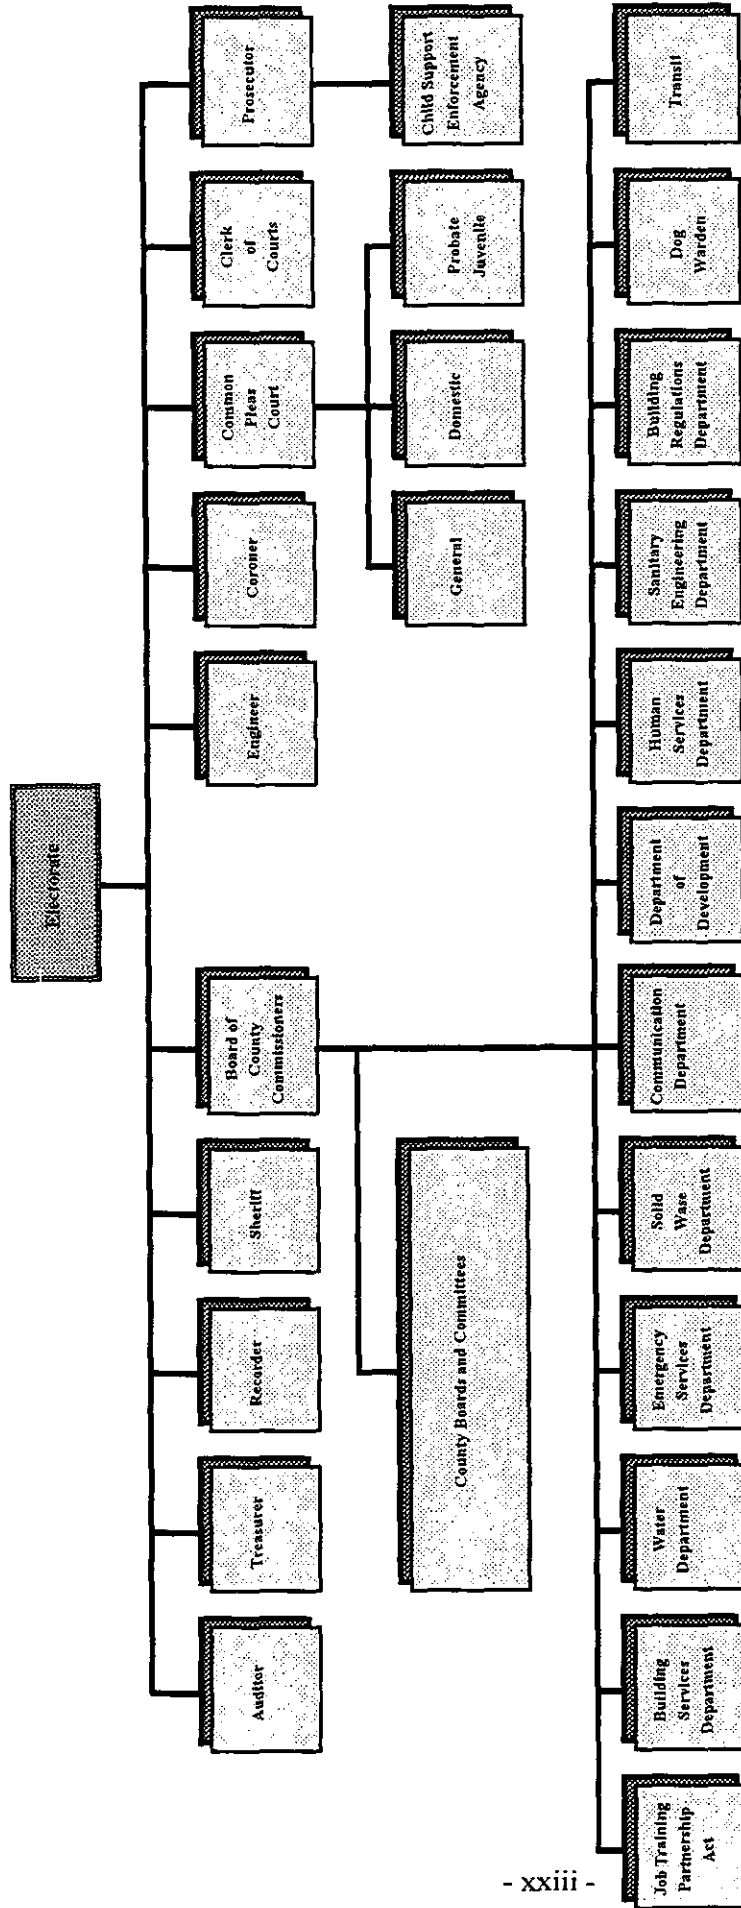 Electorate
Auditor
Treasurer
Recorder
Sheriff
Board of
County
Commissioners
Engineer
Coroner
Common
Pleas
Court
Clerk
of
Courts
Prosecutor
County Boards and Committees
General
Domestic
Probate
Juvenile
Child Support
Enforcement
Agency
Job Training
Partnership
Act
Building
Services
Department
Water
Department
Emergency
Services
Department
Solid
Wase
Department
Communication
Department
Department
of
Development
Human
Services
Department
Sanitary
Engineering
Department
Building
Regulations
Department
Dog
Warden
Transit
- xxiii -